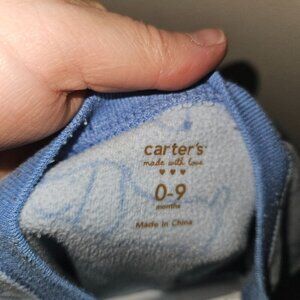 carter's
made with love
♥ ♥ ♥
0-9
months
Made in China